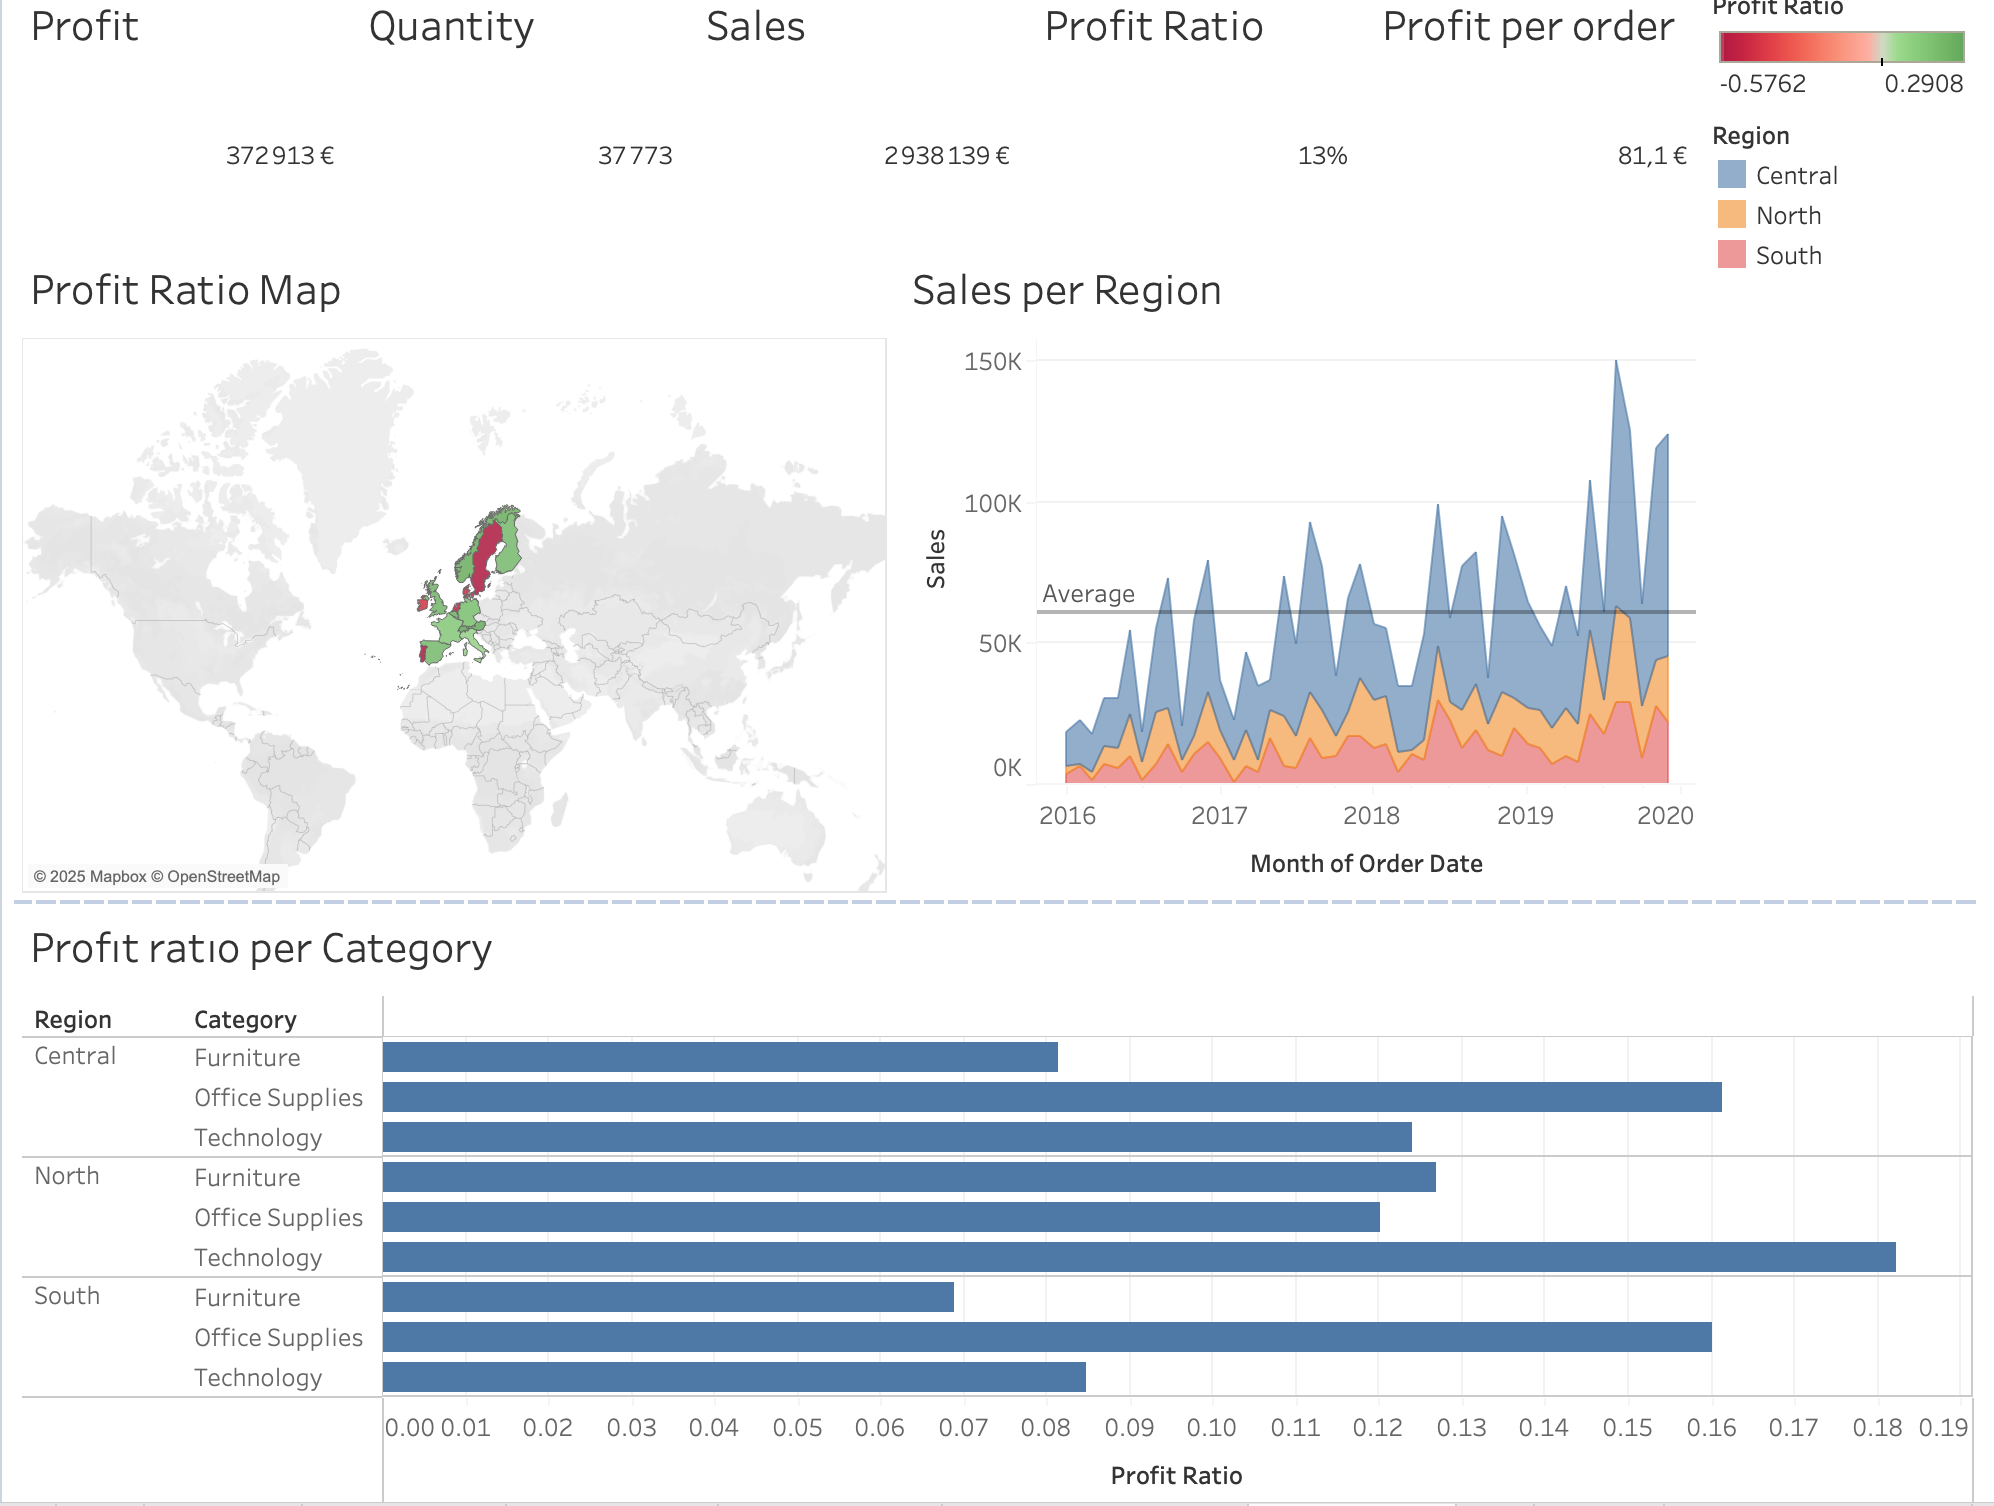 Profit
Quantity
Sales
Profit Ratio
Profit per order
372 913 €
37 773
2 938 139 €
13%
81,1 €
Profit Ratio
-0.5762 0.2908
Region
Central
North
South
Profit Ratio Map
© 2025 Mapbox © OpenStreetMap
Sales per Region
150K
100K
50K
0K
Sales
Average
2016 2017 2018 2019 2020
Month of Order Date
Profit ratio per Category
Region Category
Central Furniture
Office Supplies
Technology
North Furniture
Office Supplies
Technology
South Furniture
Office Supplies
Technology
0.00 0.01 0.02 0.03 0.04 0.05 0.06 0.07 0.08 0.09 0.10 0.11 0.12 0.13 0.14 0.15 0.16 0.17 0.18 0.19
Profit Ratio